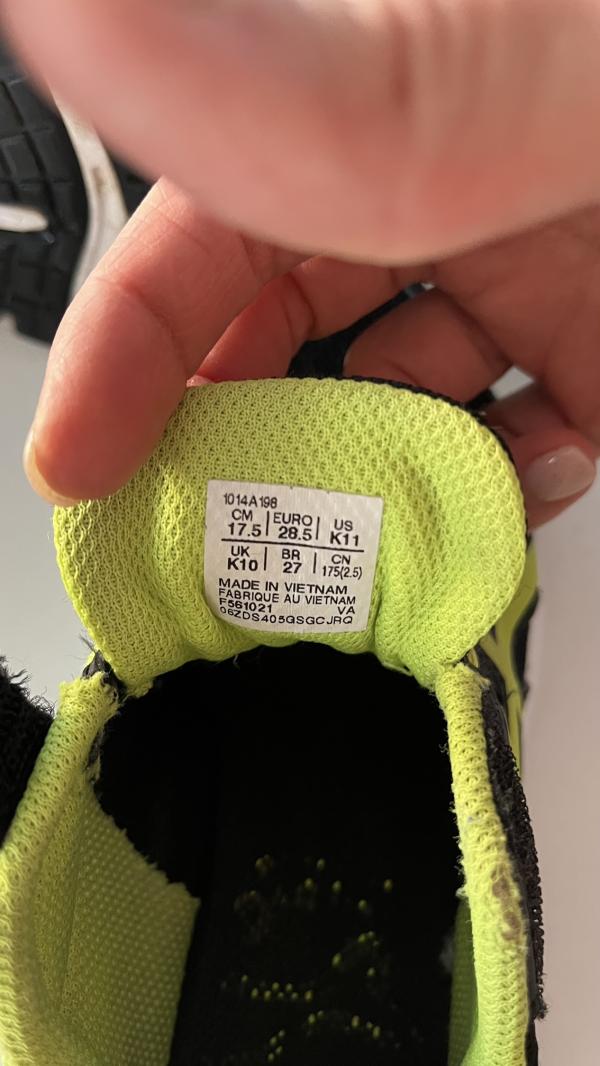 1014A198
CM EURO US
17.5 28.5 K11
UK BR CN
K10 27 175(2.5)
MADE IN VIETNAM
FABRIQUE AU VIETNAM
F561021 VA
06ZDS405GSGCJRQ